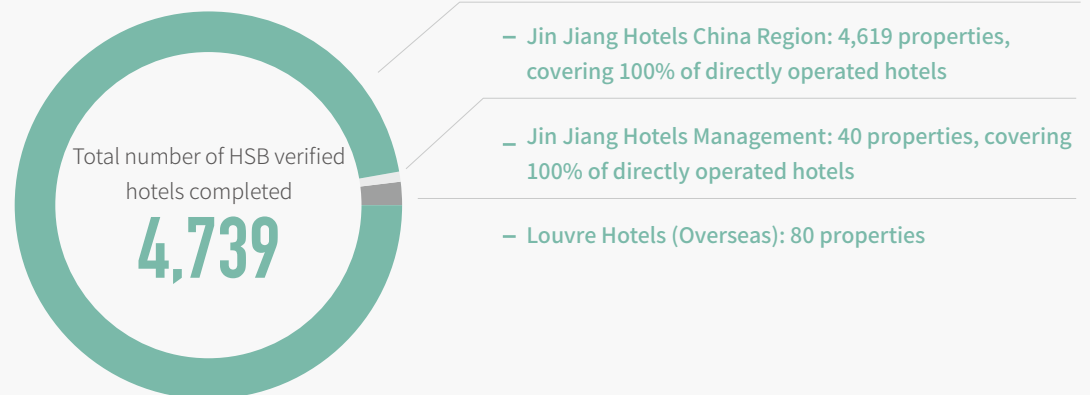 Total number of HSB verified
hotels completed
4,739
– Jin Jiang Hotels China Region: 4,619 properties,
covering 100% of directly operated hotels
– Jin Jiang Hotels Management: 40 properties, covering
100% of directly operated hotels
– Louvre Hotels (Overseas): 80 properties